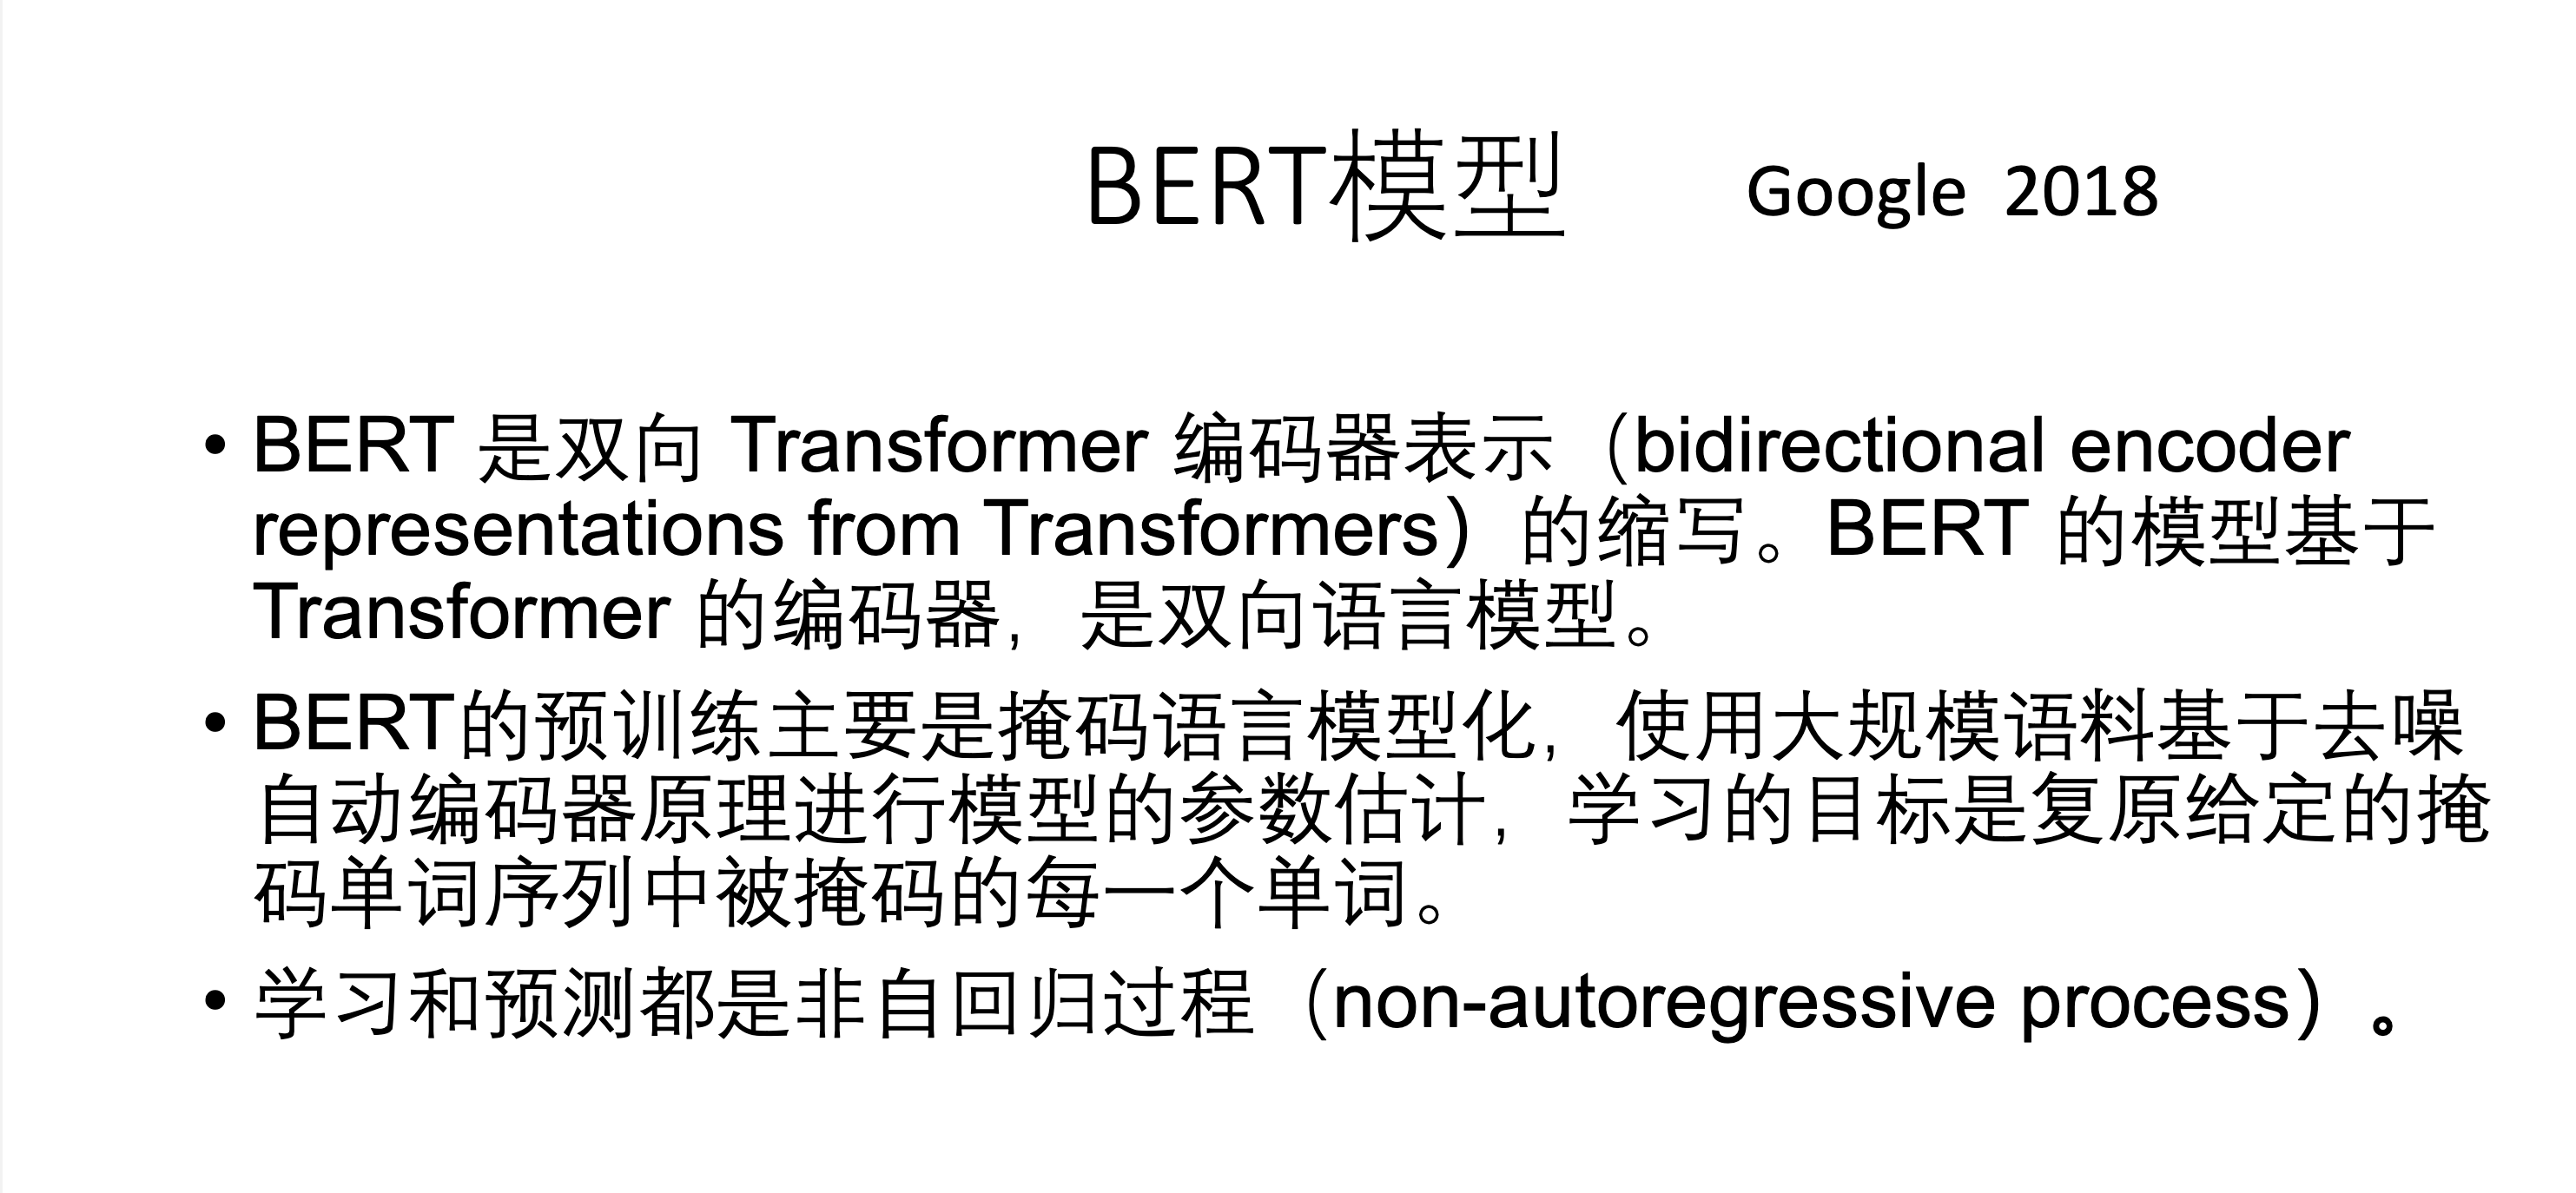 BERT模型 Google 2018
• BERT 是双向 Transformer 编码器表示（bidirectional encoder
representations from Transformers）的缩写。BERT 的模型基于
Transformer 的编码器，是双向语言模型。
• BERT的预训练主要是掩码语言模型化，使用大规模语料基于去噪
自动编码器原理进行模型的参数估计，学习的目标是复原给定的掩
码单词序列中被掩码的每一个单词。
• 学习和预测都是非自回归过程（non-autoregressive process）。